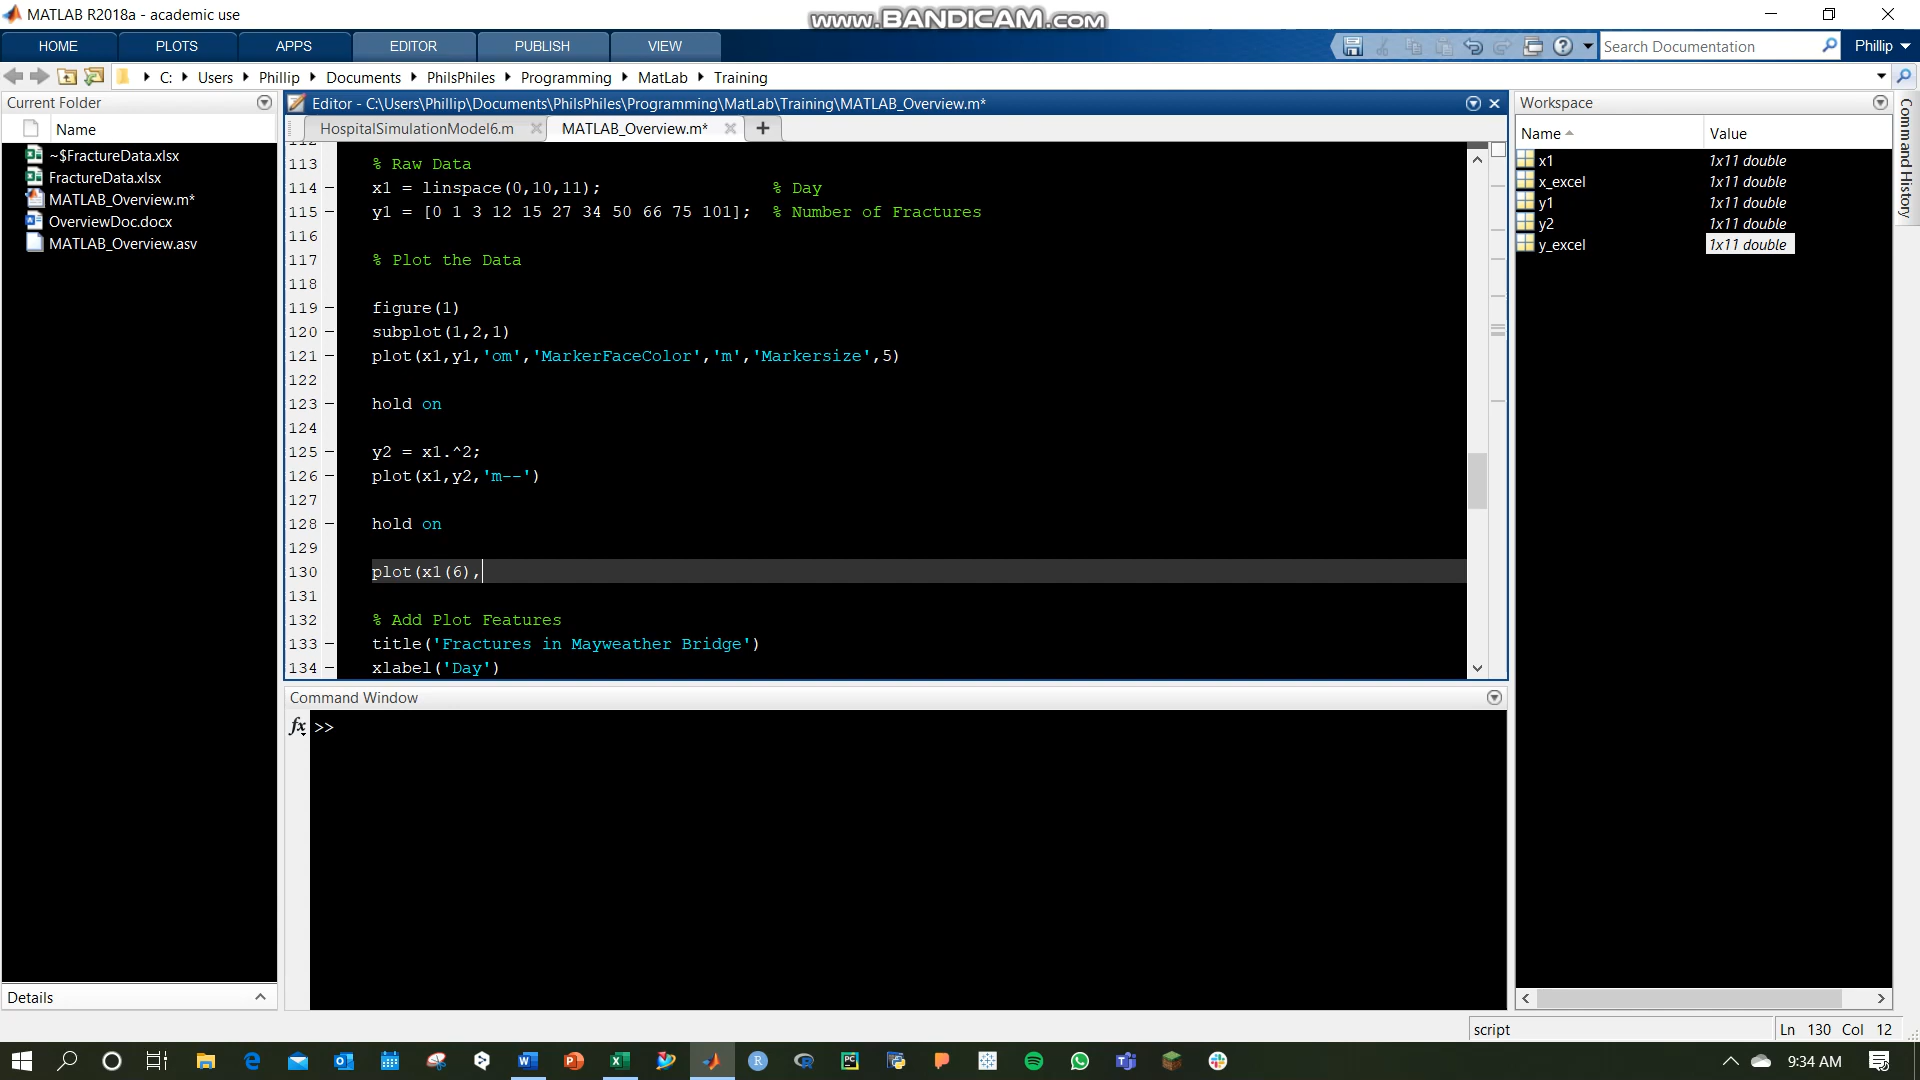 MATLAB R2018a - academic use
www.BANDICAM.com
HOME PLOTS APPS EDITOR PUBLISH VIEW
Search Documentation
Phillip
C: Users Phillip Documents PhilsPhiles Programming MatLab Training
Current Folder
Name
~$FractureData.xlsx
FractureData.xlsx
MATLAB_Overview.m*
OverviewDoc.docx
MATLAB_Overview.asv
Details
Editor - C:\Users\Phillip\Documents\PhilsPhiles\Programming\MatLab\Training\MATLAB_Overview.m*
HospitalSimulationModel6.m MATLAB_Overview.m*
112
113 % Raw Data
114 - x1 = linspace(0,10,11); % Day
115 - y1 = [0 1 3 12 15 27 34 50 66 75 101]; % Number of Fractures
116
117 % Plot the Data
118
119 - figure(1)
120 - subplot(1,2,1)
121 - plot(x1,y1,'om','MarkerFaceColor','m','Markersize',5)
122
123 - hold on
124
125 - y2 = x1.^2;
126 - plot(x1,y2,'m--')
127
128 - hold on
129
130 plot(x1(6),
131
132 % Add Plot Features
133 - title('Fractures in Mayweather Bridge')
134 - xlabel('Day')
Command Window
fx >>
Workspace
Name Value
x1 1x11 double
x_excel 1x11 double
y1 1x11 double
y2 1x11 double
y_excel 1x11 double
Command History
script
Ln 130 Col 12
9:34 AM